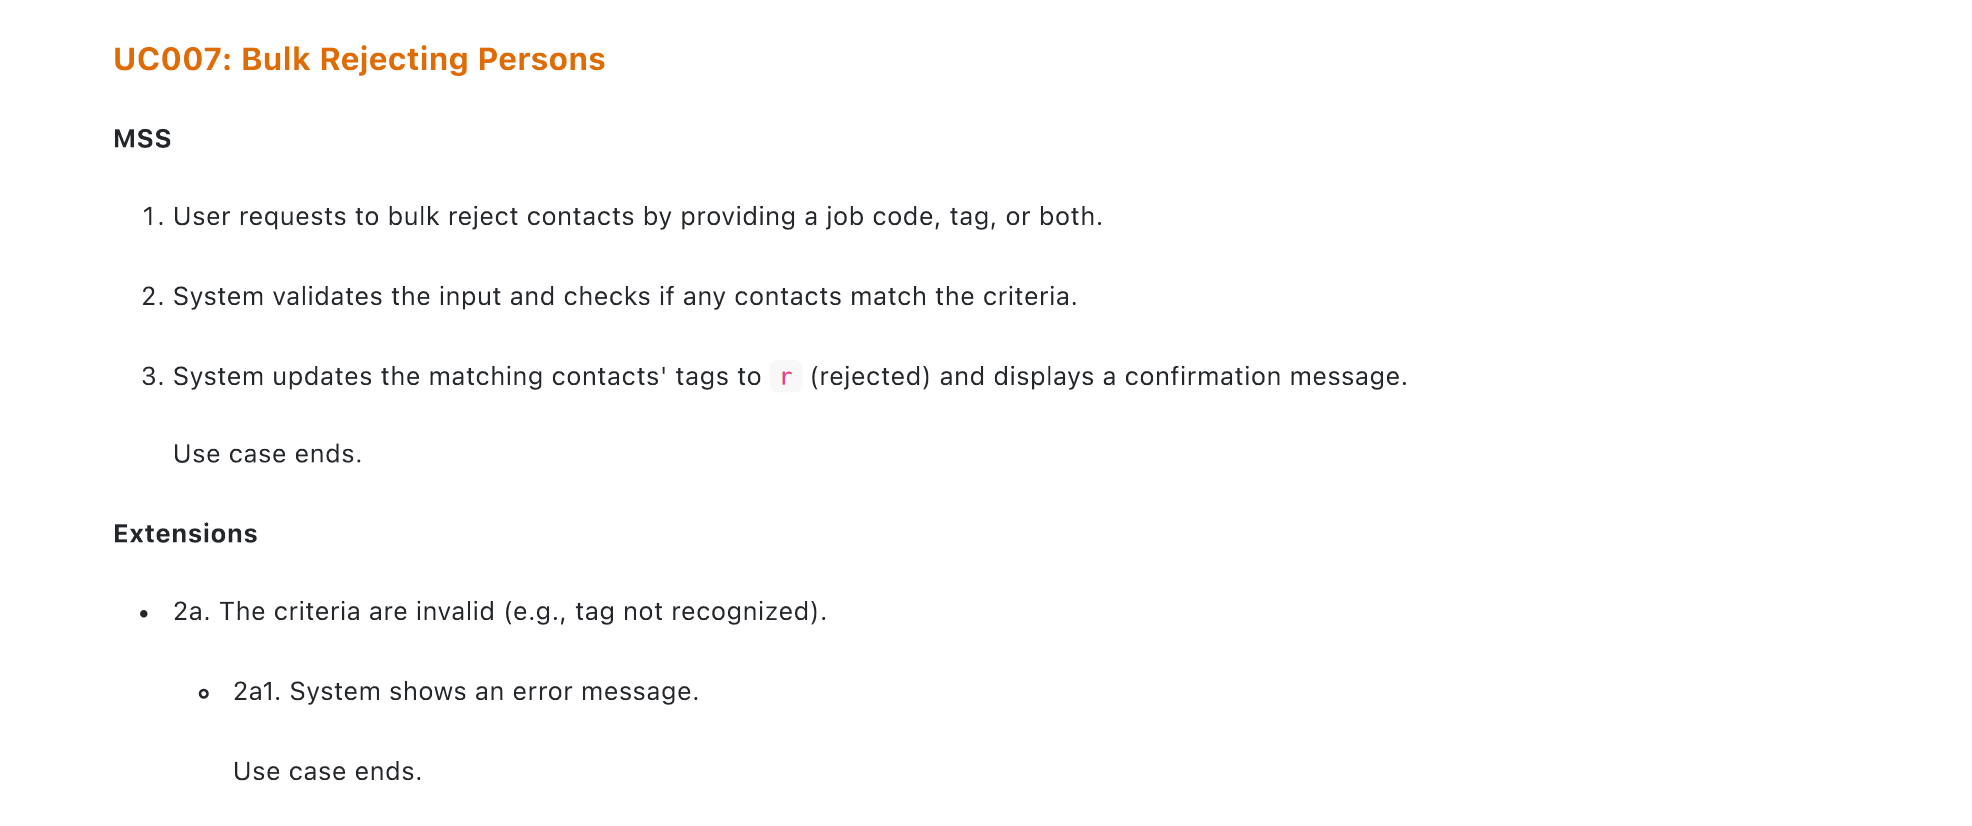 UC007: Bulk Rejecting Persons
MSS
1. User requests to bulk reject contacts by providing a job code, tag, or both.
2. System validates the input and checks if any contacts match the criteria.
3. System updates the matching contacts' tags to r (rejected) and displays a confirmation message.
Use case ends.
Extensions
• 2a. The criteria are invalid (e.g., tag not recognized).
◦ 2a1. System shows an error message.
Use case ends.